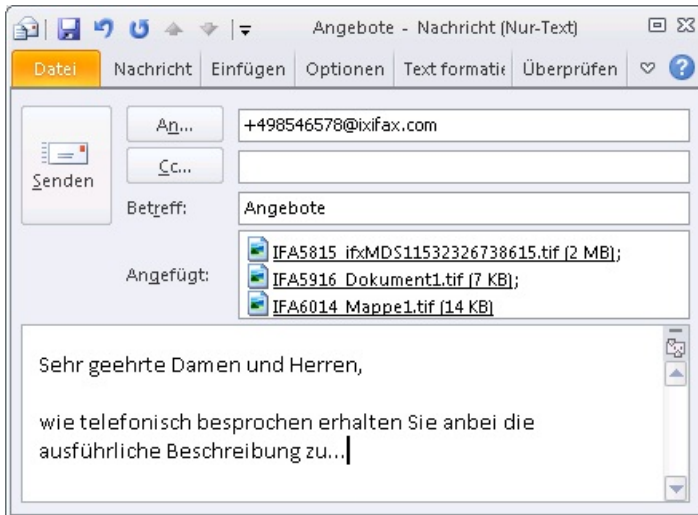 Angebote - Nachricht (Nur-Text)
Datei Nachricht Einfügen Optionen Text formatie Überprüfen
An... +498546578@ixifax.com
Cc...
Senden
Betreff: Angebote
IFA5815_ifxMDS11532326738615.tif (2 MB);
Angefügt: IFA5916_Dokument1.tif (7 KB);
IFA6014_Mappe1.tif (14 KB)
Sehr geehrte Damen und Herren,
wie telefonisch besprochen erhalten Sie anbei die
ausführliche Beschreibung zu...